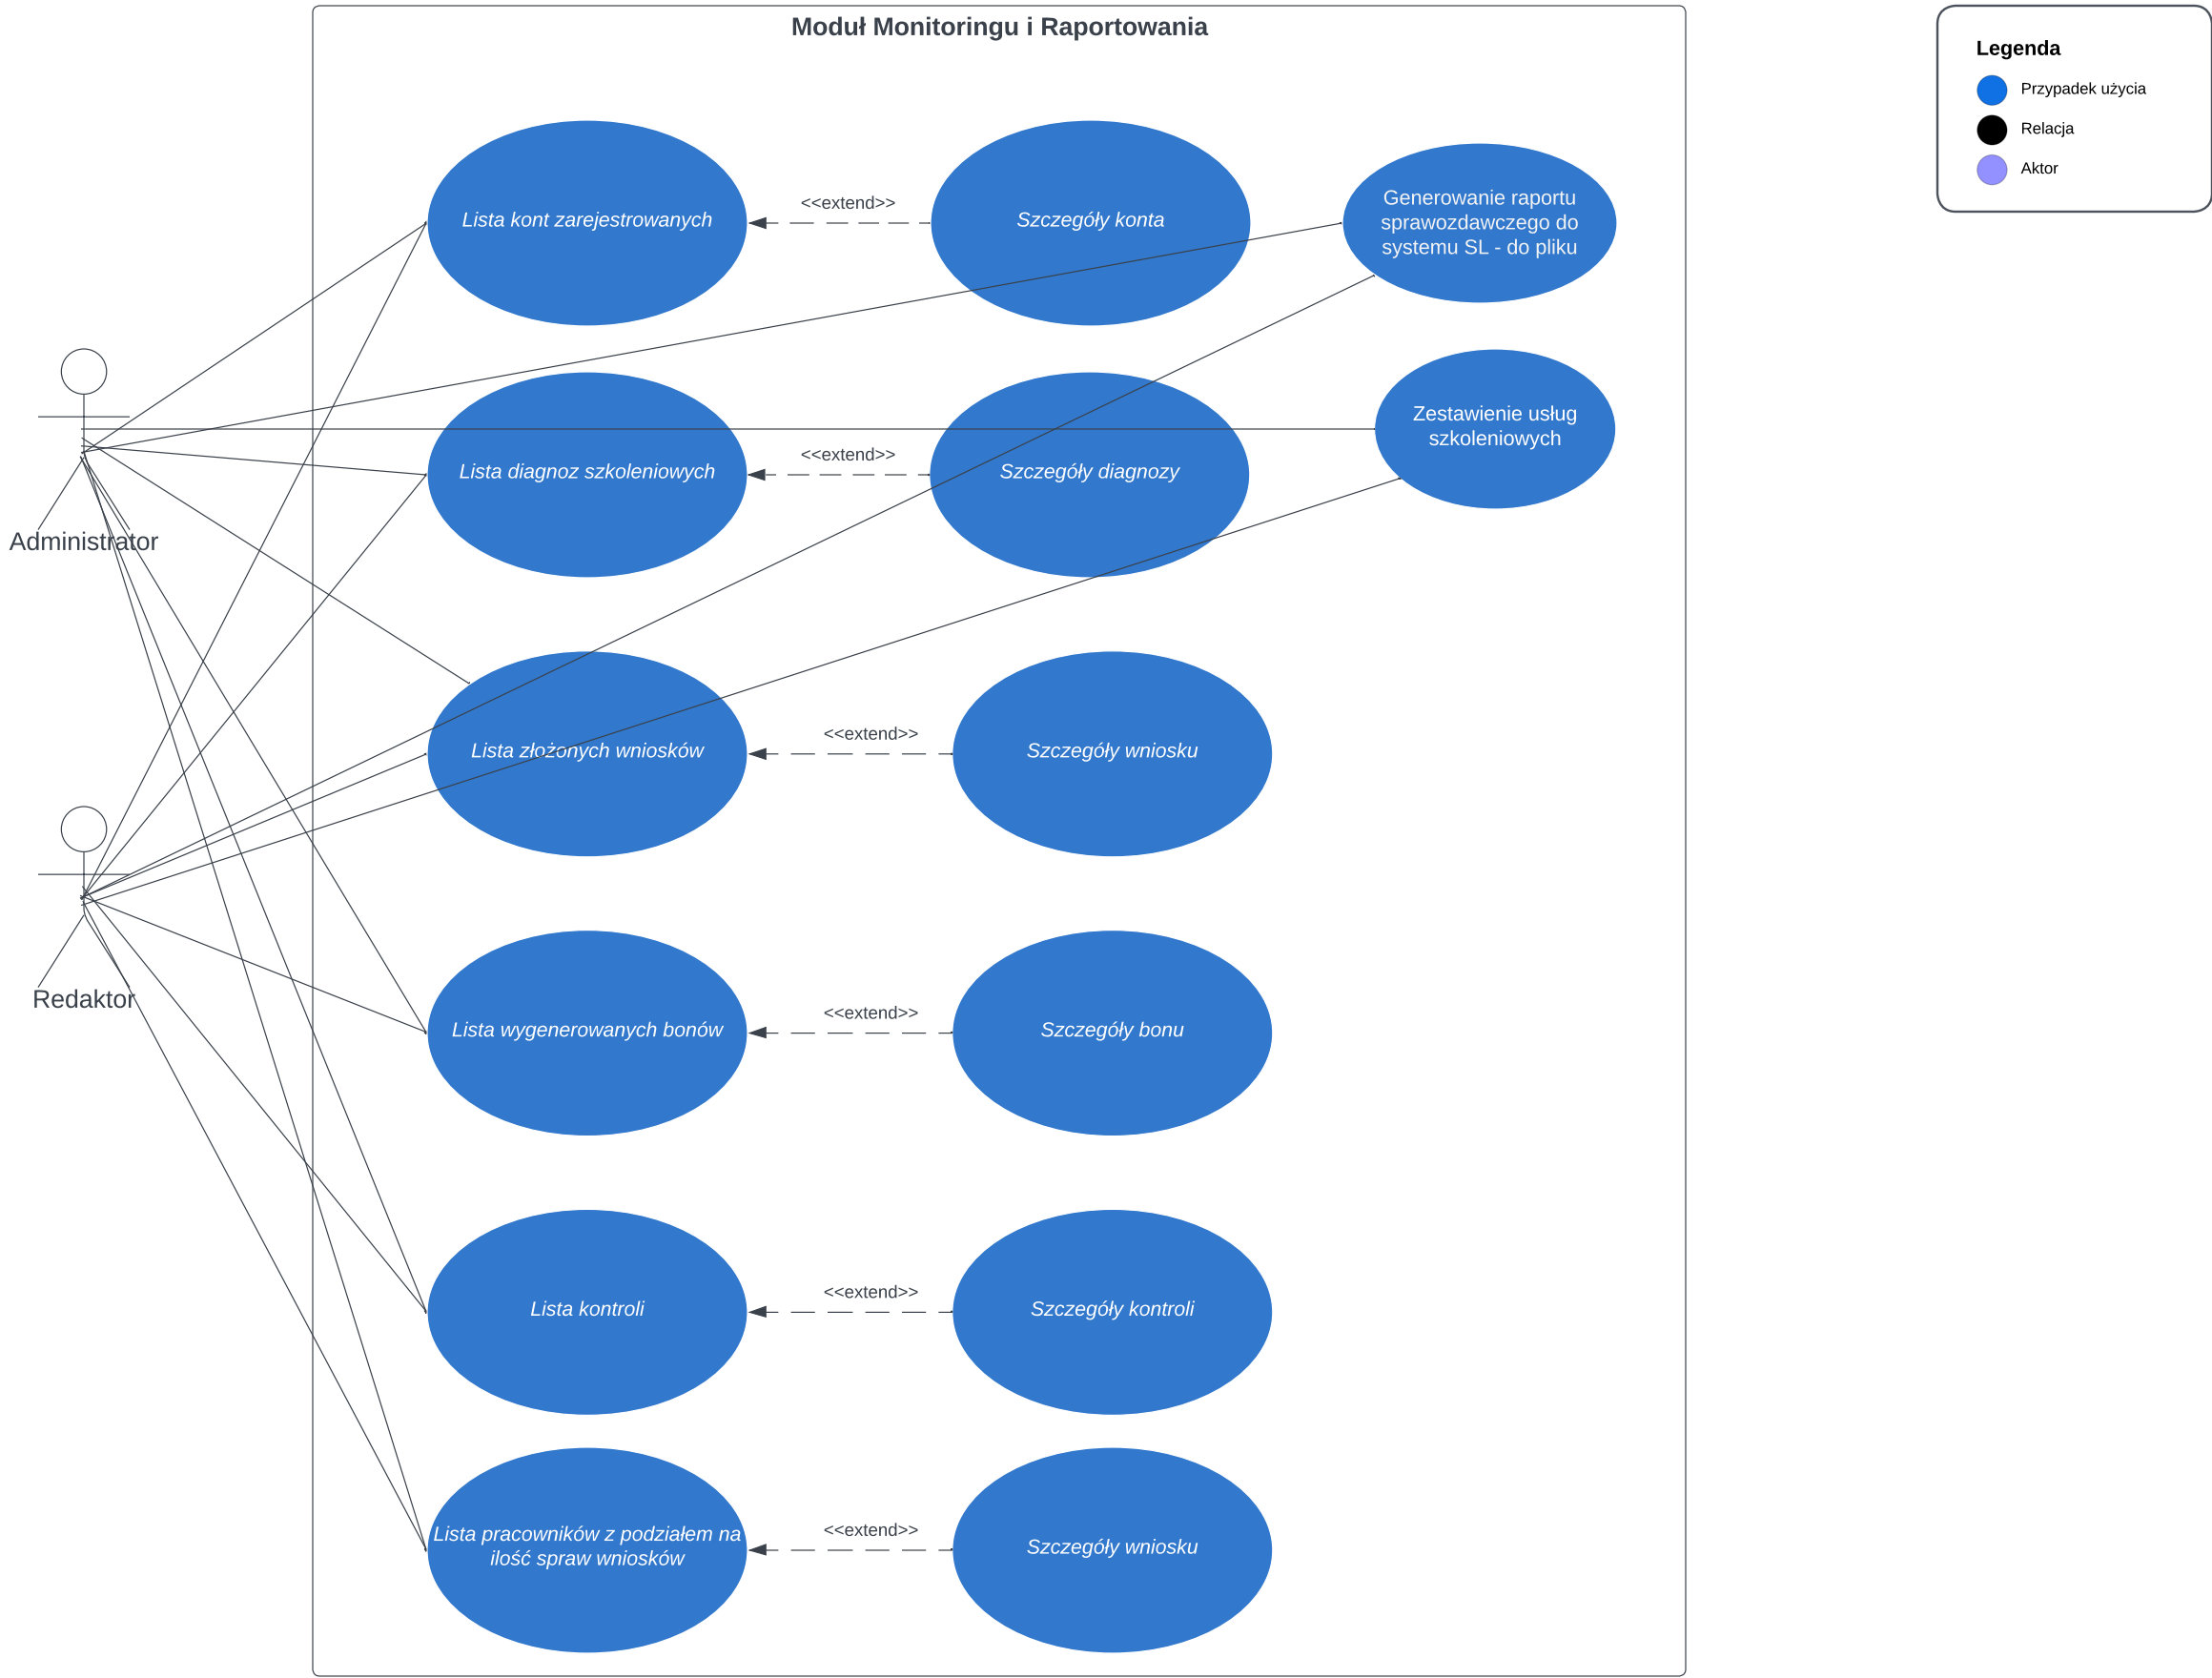 Moduł Monitoringu i Raportowania
Legenda
Przypadek użycia
Relacja
Aktor
Lista kont zarejestrowanych
<<extend>>
Szczegóły konta
Generowanie raportu
sprawozdawczego do
systemu SL - do pliku
Administrator
Lista diagnoz szkoleniowych
<<extend>>
Szczegóły diagnozy
Zestawienie usług
szkoleniowych
Lista złożonych wniosków
<<extend>>
Szczegóły wniosku
Redaktor
Lista wygenerowanych bonów
<<extend>>
Szczegóły bonu
Lista kontroli
<<extend>>
Szczegóły kontroli
Lista pracowników z podziałem na
ilość spraw wniosków
<<extend>>
Szczegóły wniosku